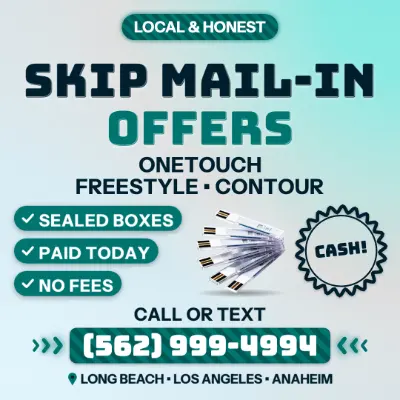 LOCAL & HONEST
SKIP MAIL-IN
OFFERS
ONETOUCH
FREESTYLE • CONTOUR
SEALED BOXES
PAID TODAY
NO FEES
CASH!
CALL OR TEXT
(562) 999-4994
LONG BEACH • LOS ANGELES • ANAHEIM